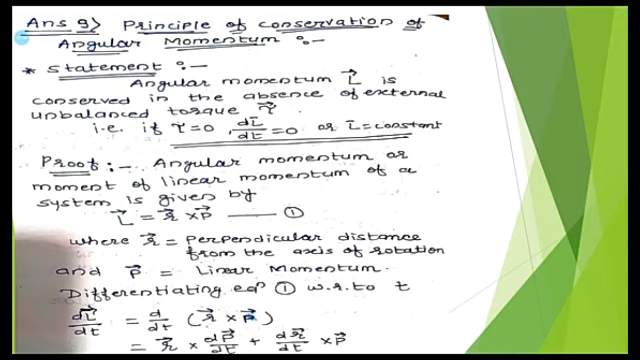 Ans 9> Principle of conservation of
Angular Momentum :-
* Statement :-
Angular momentum L⃗ is
conserved in the absence of external
unbalanced torque τ⃗
i.e. if τ=0, dL̄/dt =0 or L̄=constant
Proof :- Angular momentum or
moment of linear momentum of a
system is given by
L⃗ = r⃗ × p⃗ —— ①
where r⃗ = perpendicular distance
from the axis of rotation
and p⃗ = Linear Momentum.
Differentiating eqⁿ ① w.r.to t
dL⃗/dt = d/dt (r⃗ × p⃗)
= r⃗ × dp⃗/dt + dr⃗/dt × p⃗